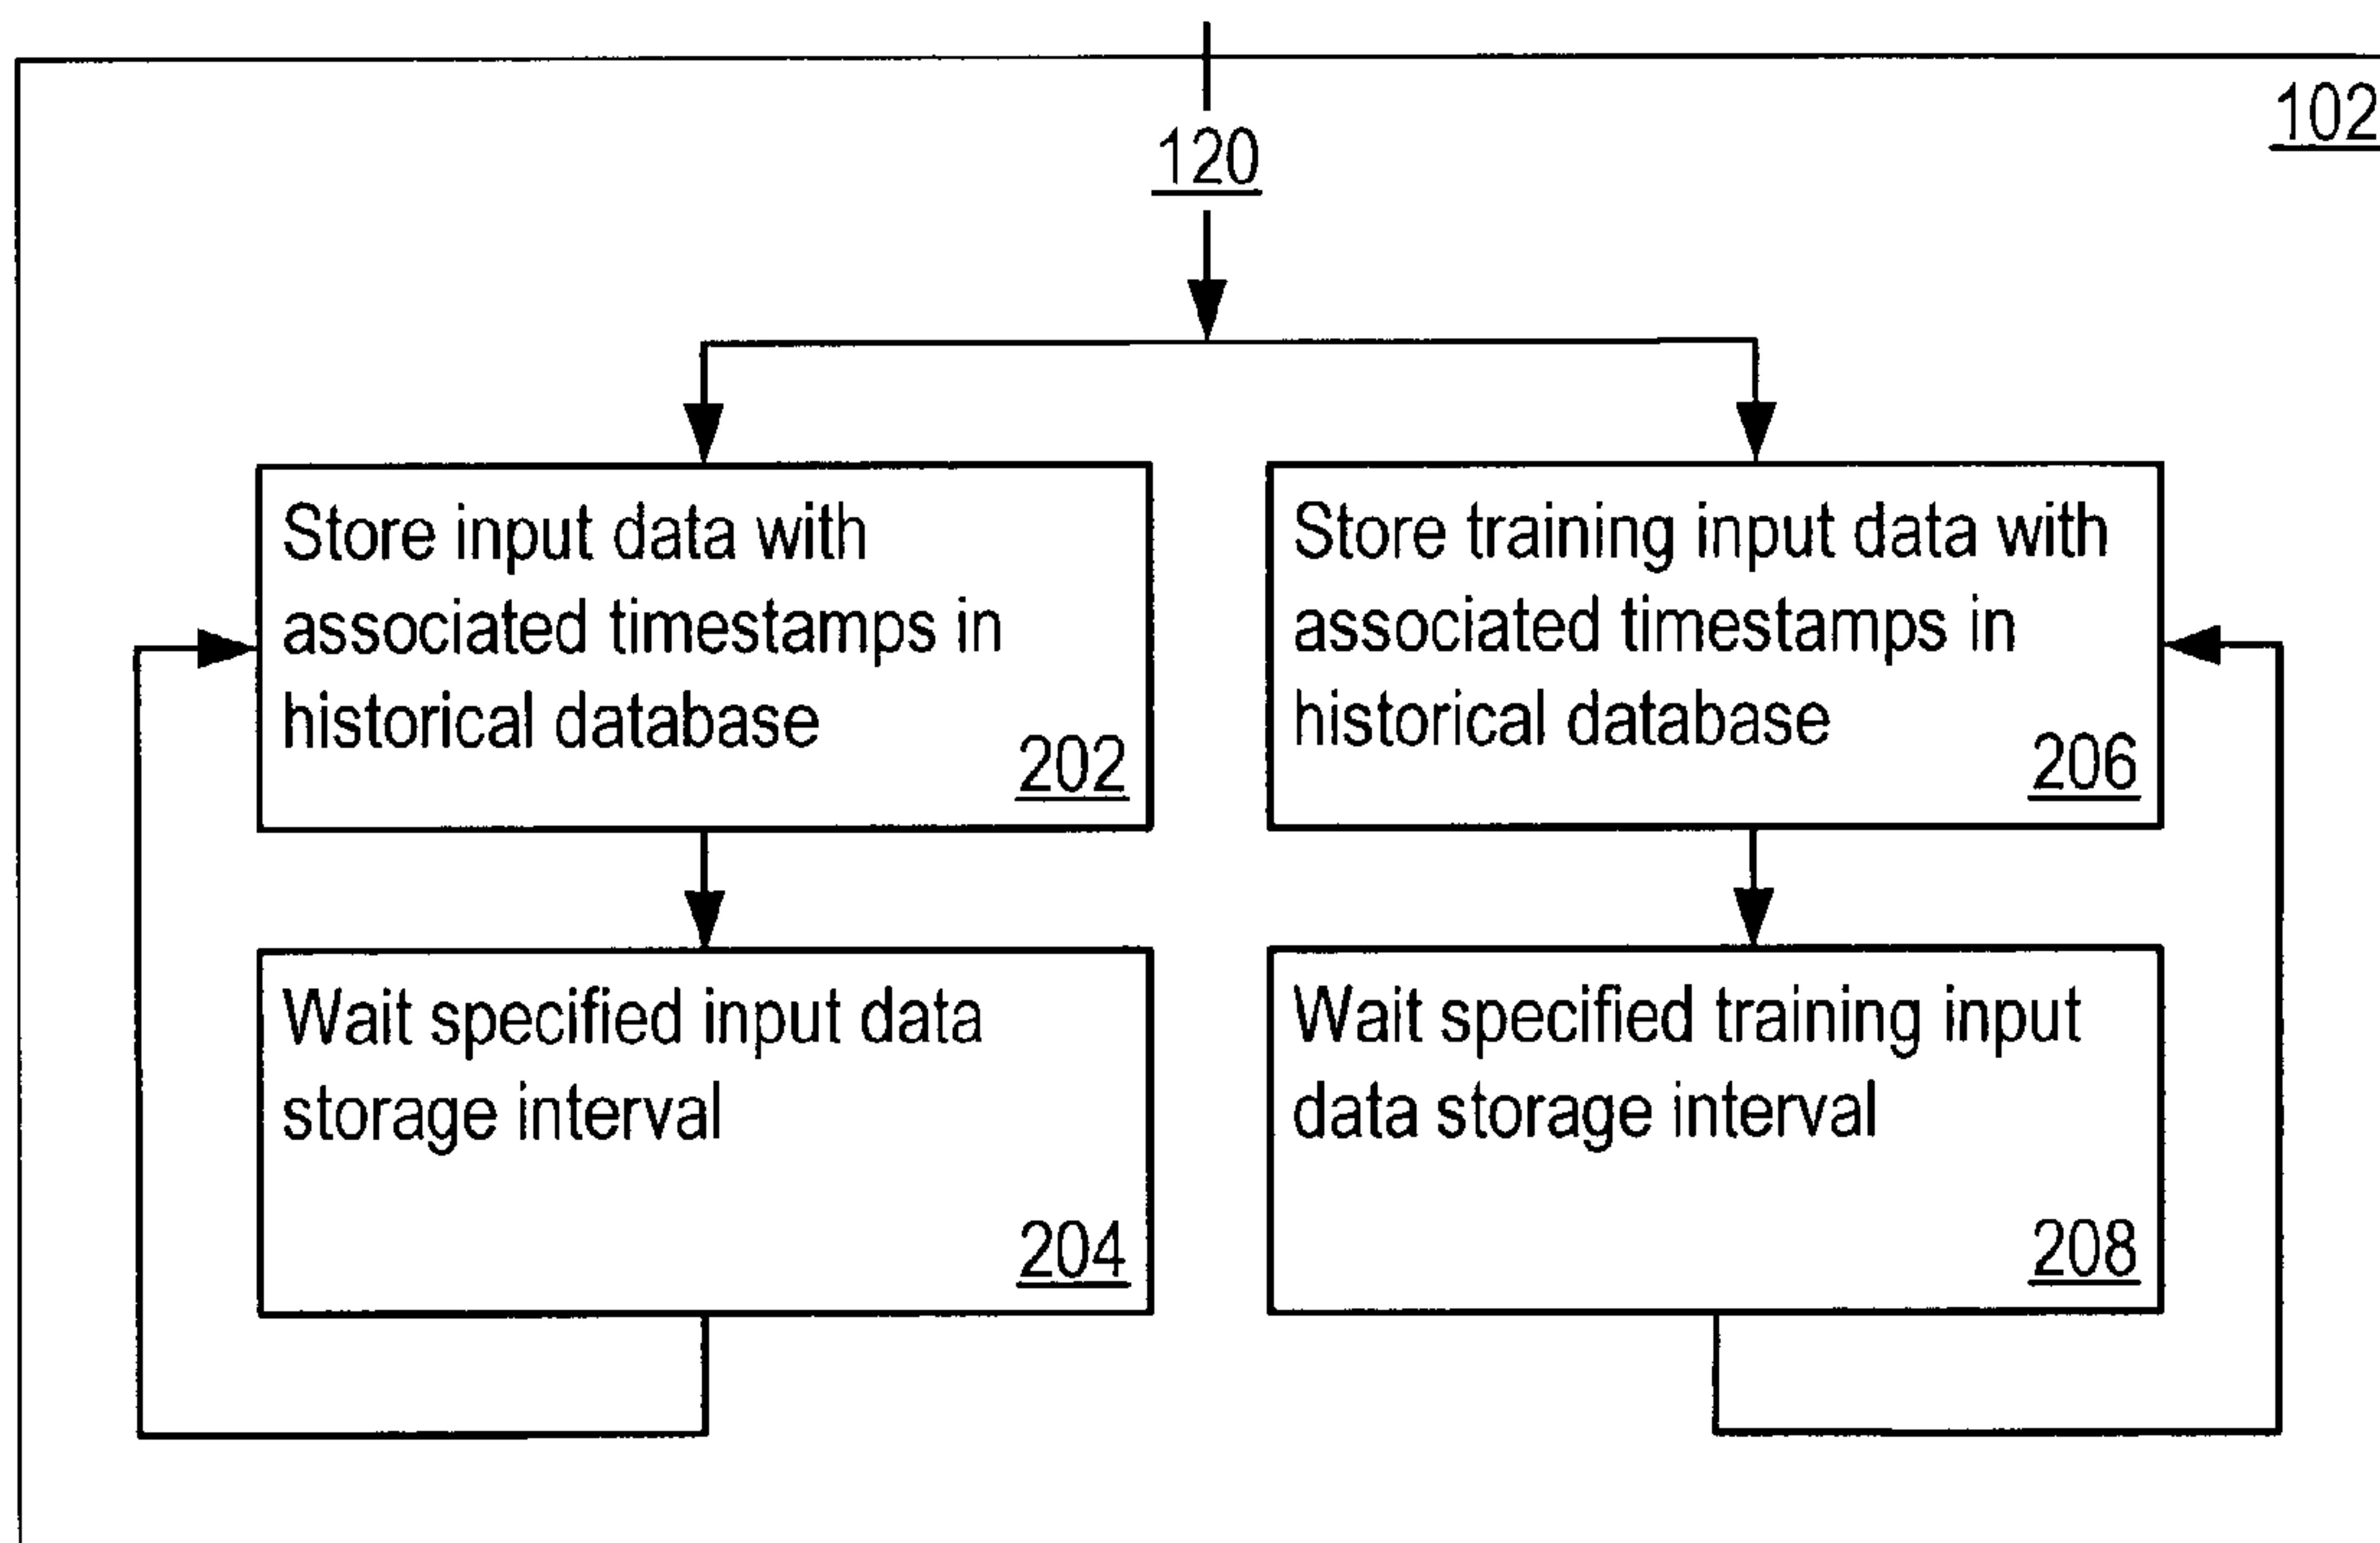 102
120
Store input data with
associated timestamps in
historical database
202
Store training input data with
associated timestamps in
historical database
206
Wait specified input data
storage interval
204
Wait specified training input
data storage interval
208